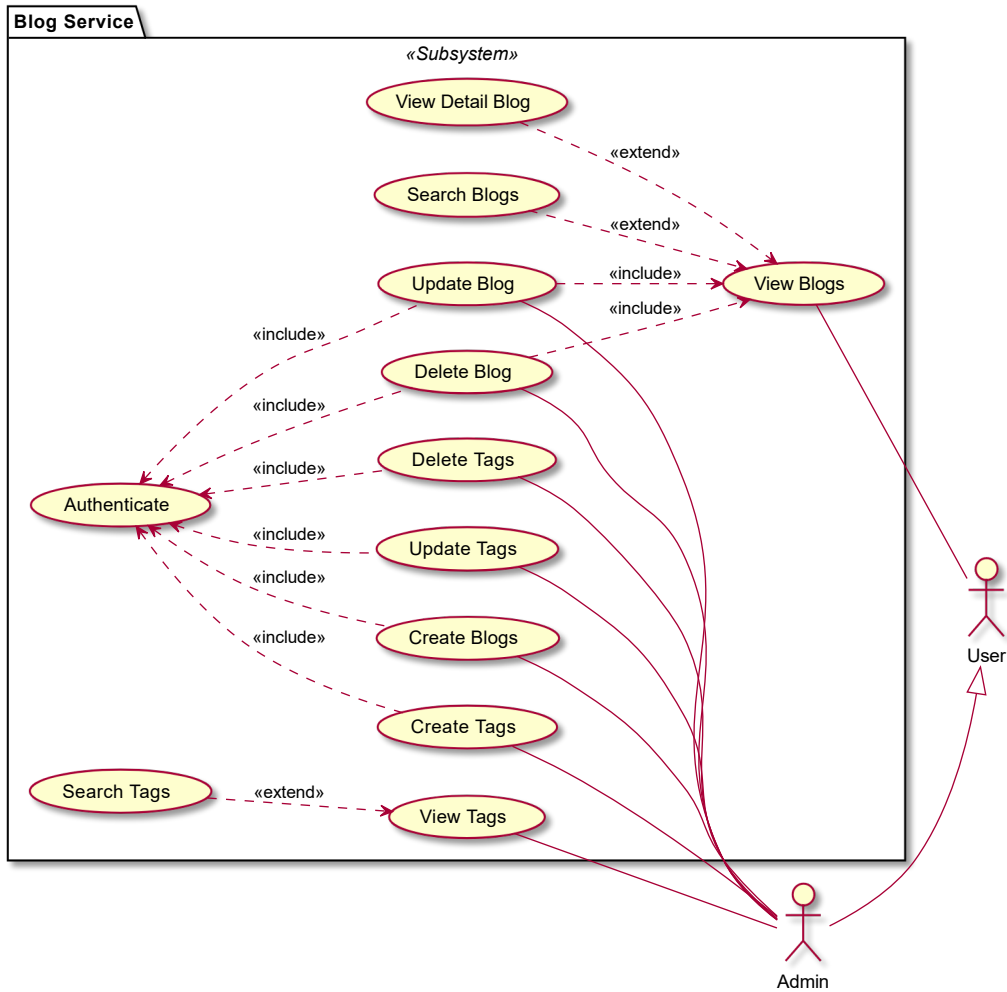 Blog Service
«Subsystem»
View Detail Blog
«extend»
Search Blogs
«extend»
Update Blog
«include»
View Blogs
«include»
«include»
Delete Blog
«include»
Delete Tags
«include»
Authenticate
«include»
Update Tags
«include»
Create Blogs
«include»
User
Create Tags
Search Tags
«extend»
View Tags
Admin